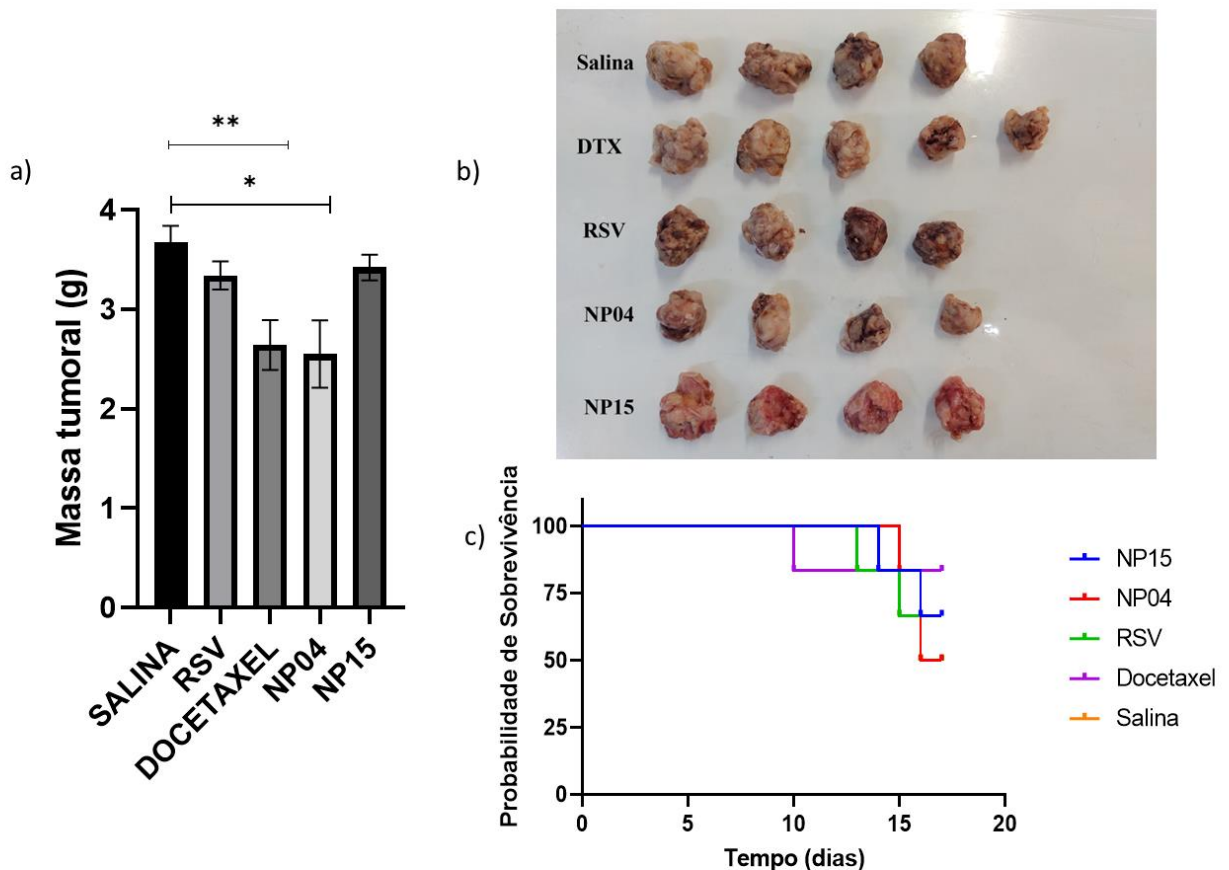 a)
**
*
Massa tumoral (g)
4
3
2
1
0
SALINA
RSV
DOCETAXEL
NP04
NP15
b)
Salina
DTX
RSV
NP04
NP15
c)
Probabilidade de Sobrevivência
100
75
50
25
0
0 5 10 15 20
Tempo (dias)
NP15
NP04
RSV
Docetaxel
Salina